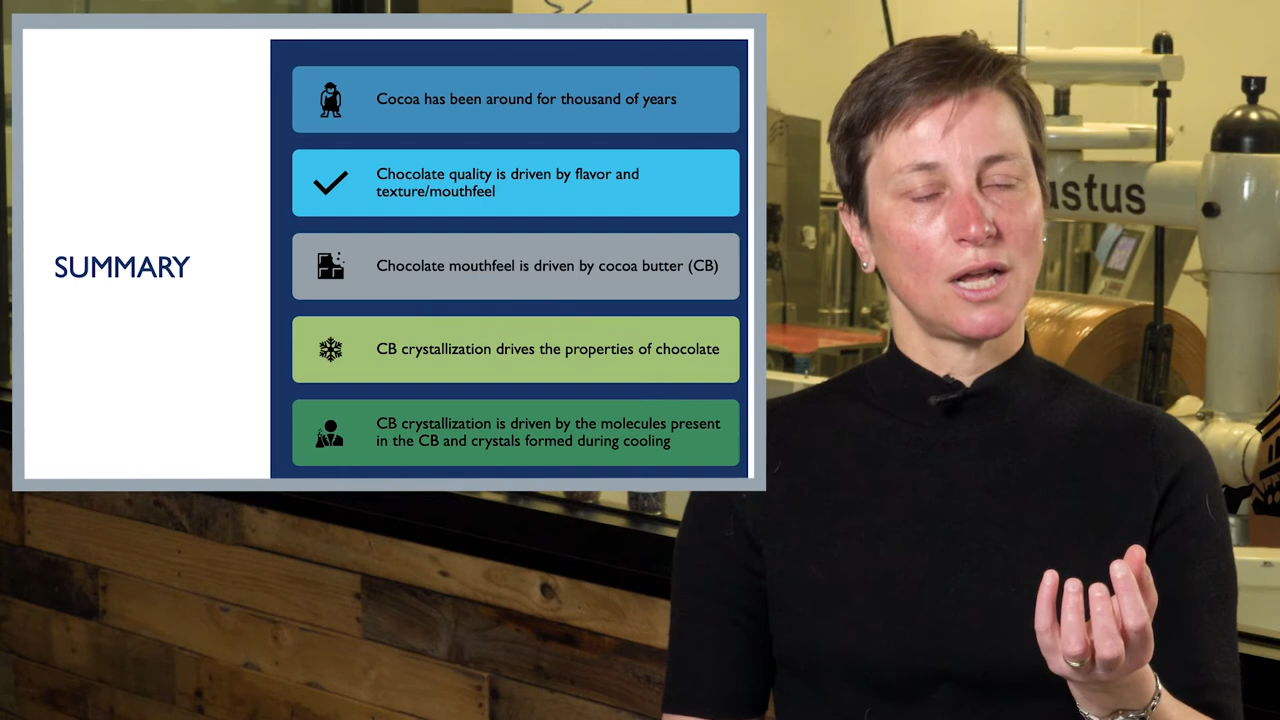 SUMMARY
Cocoa has been around for thousand of years
Chocolate quality is driven by flavor and
texture/mouthfeel
Chocolate mouthfeel is driven by cocoa butter (CB)
CB crystallization drives the properties of chocolate
CB crystallization is driven by the molecules present
in the CB and crystals formed during cooling
ustus